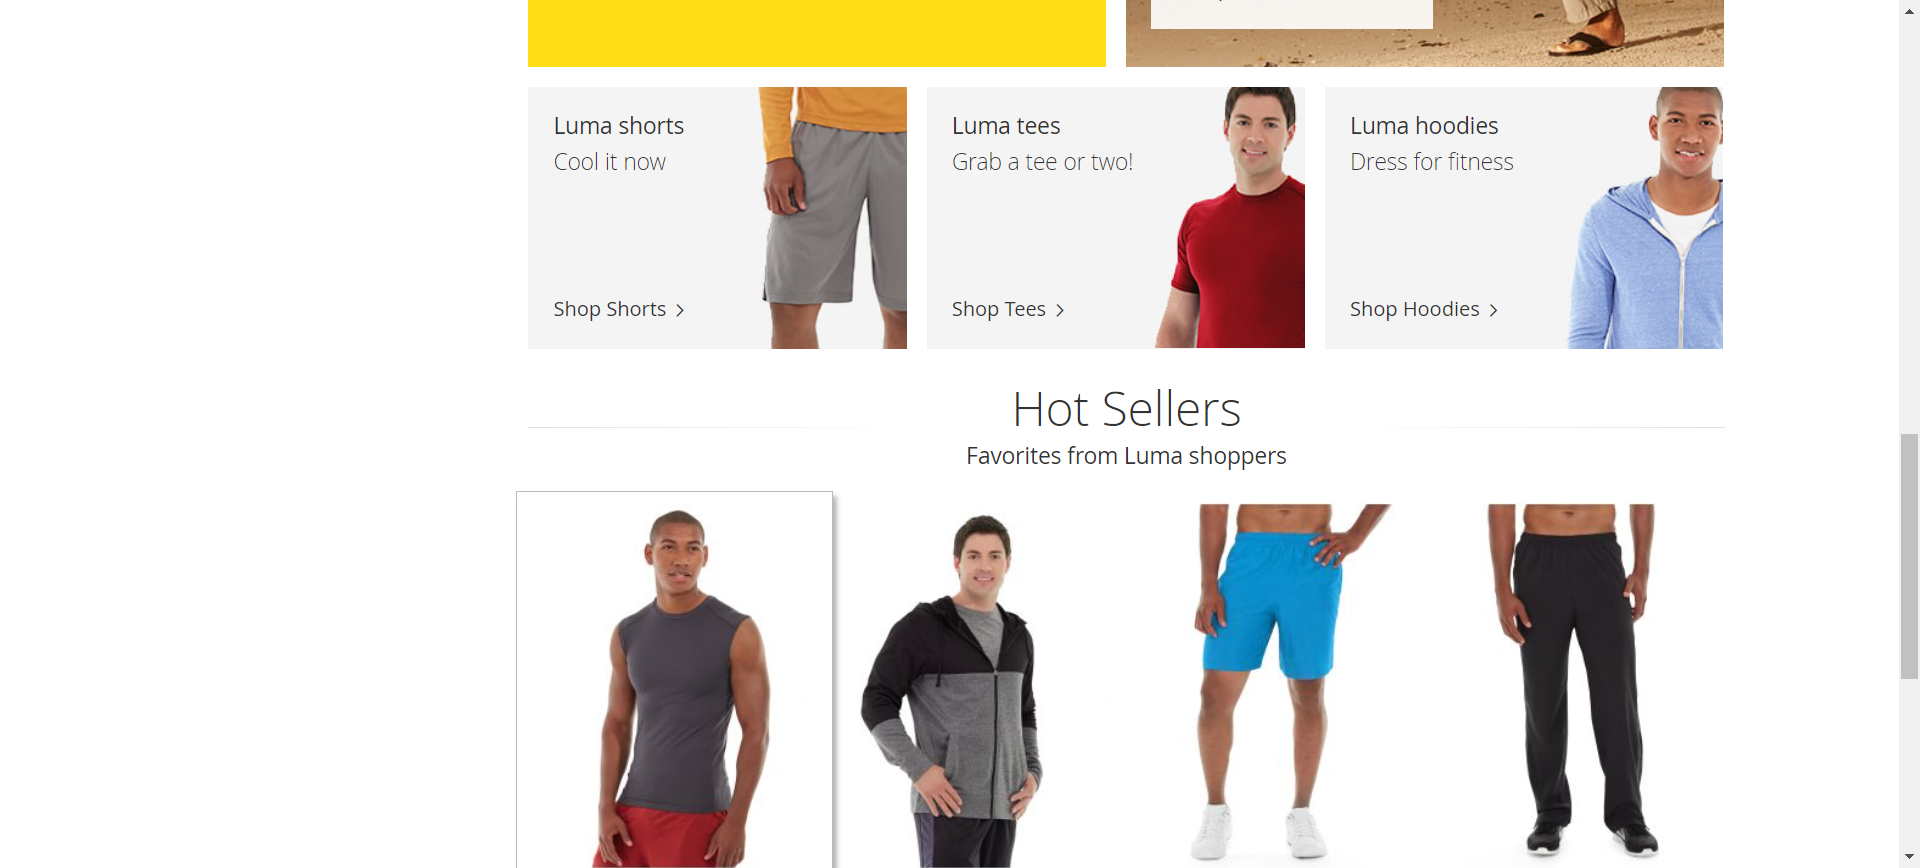 Luma shorts
Cool it now
Shop Shorts
Luma tees
Grab a tee or two!
Shop Tees
Luma hoodies
Dress for fitness
Shop Hoodies
Hot Sellers
Favorites from Luma shoppers